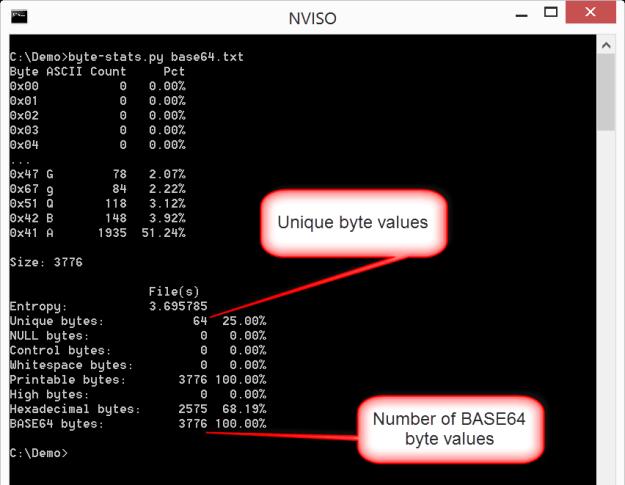 NVISO
C:\Demo>byte-stats.py base64.txt
Byte ASCII Count Pct
0x00 0 0.00%
0x01 0 0.00%
0x02 0 0.00%
0x03 0 0.00%
0x04 0 0.00%
...
0x47 G 78 2.07%
0x67 g 84 2.22%
0x51 Q 118 3.12%
0x42 B 148 3.92%
0x41 A 1935 51.24%
Unique byte values
Size: 3776
File(s)
Entropy: 3.695785
Unique bytes: 64 25.00%
NULL bytes: 0 0.00%
Control bytes: 0 0.00%
Whitespace bytes: 0 0.00%
Printable bytes: 3776 100.00%
High bytes: 0 0.00%
Hexadecimal bytes: 2575 68.19%
BASE64 bytes: 3776 100.00%
Number of BASE64
byte values
C:\Demo>